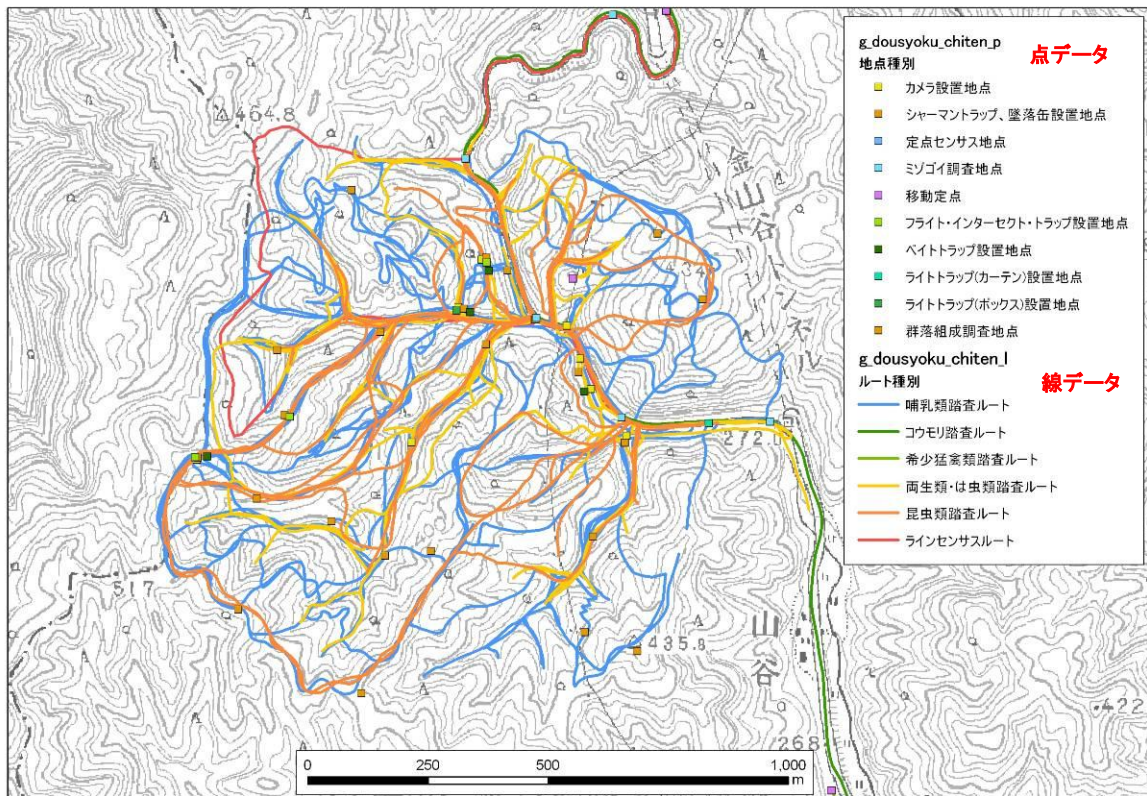 g_dousyoku_chiten_p
点データ
地点種別
カメラ設置地点
シャーマントラップ、墜落缶設置地点
定点センサス地点
ミゾゴイ調査地点
移動定点
フライト・インターセクト・トラップ設置地点
ベイトトラップ設置地点
ライトトラップ(カーテン)設置地点
ライトトラップ(ボックス)設置地点
群落組成調査地点
g_dousyoku_chiten_l
線データ
ルート種別
哺乳類踏査ルート
コウモリ踏査ルート
希少猛禽類踏査ルート
両生類・は虫類踏査ルート
昆虫類踏査ルート
ラインセンサスルート
464.8
金山谷トンネル
434
272.0
517
435.8
山谷
422
268
0 250 500 1,000
m